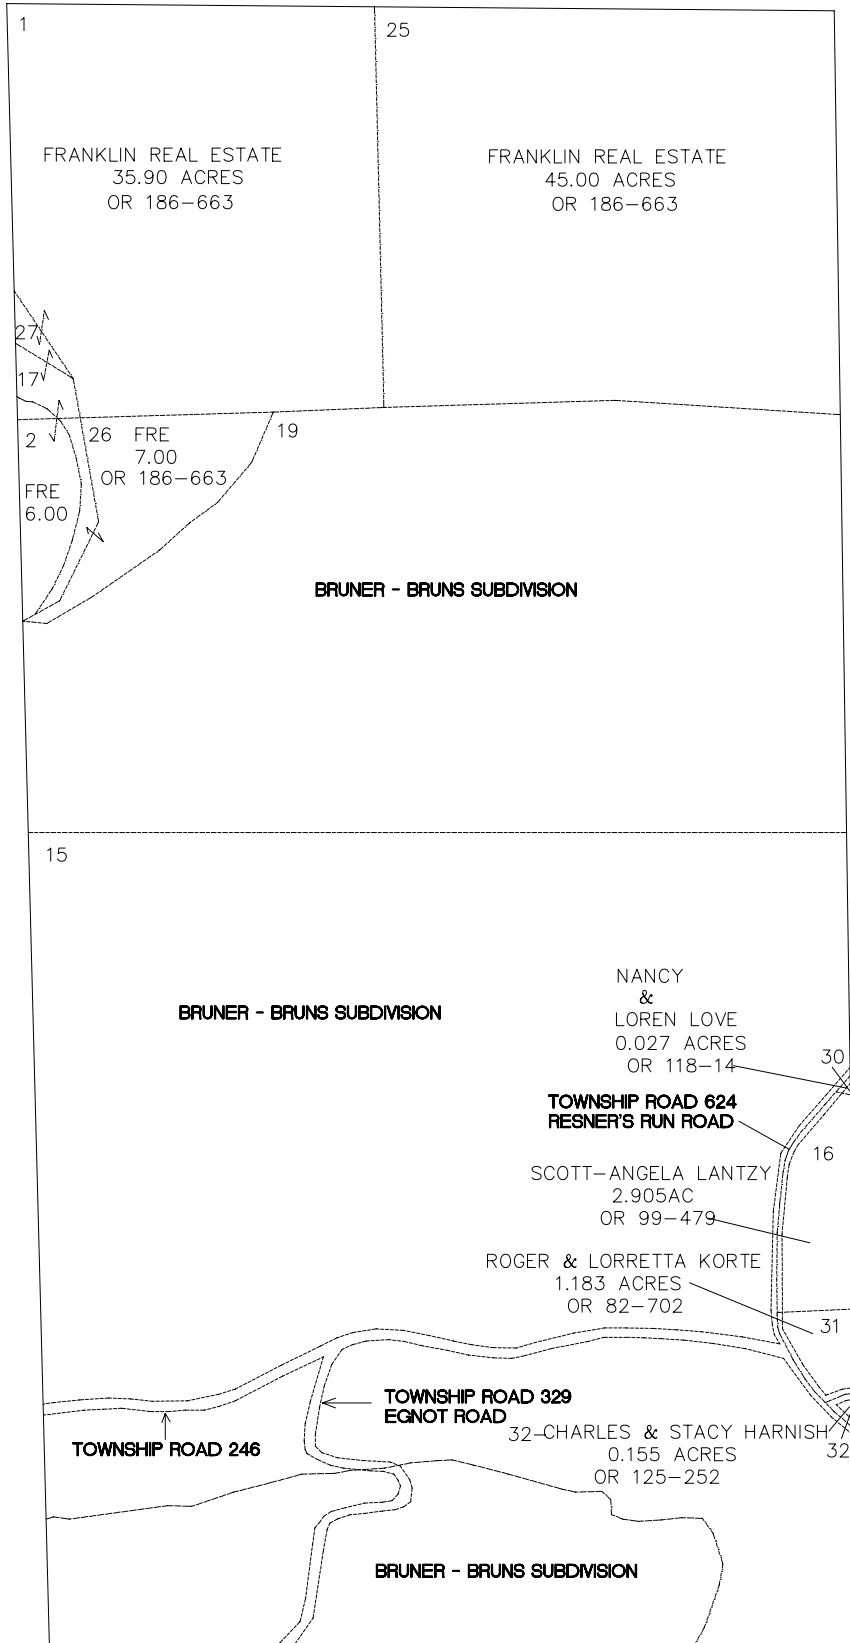 1
25
FRANKLIN REAL ESTATE
35.90 ACRES
OR 186-663
FRANKLIN REAL ESTATE
45.00 ACRES
OR 186-663
27
17
2
26 FRE
7.00
OR 186-663
19
FRE
6.00
BRUNER - BRUNS SUBDIVISION
15
BRUNER - BRUNS SUBDIVISION
NANCY
&
LOREN LOVE
0.027 ACRES
OR 118-14
30
TOWNSHIP ROAD 624
RESNER'S RUN ROAD
16
SCOTT-ANGELA LANTZY
2.905AC
OR 99-479
ROGER & LORRETTA KORTE
1.183 ACRES
OR 82-702
31
TOWNSHIP ROAD 329
EGNOT ROAD
TOWNSHIP ROAD 246
32-CHARLES & STACY HARNISH
0.155 ACRES
OR 125-252
32
BRUNER - BRUNS SUBDIVISION